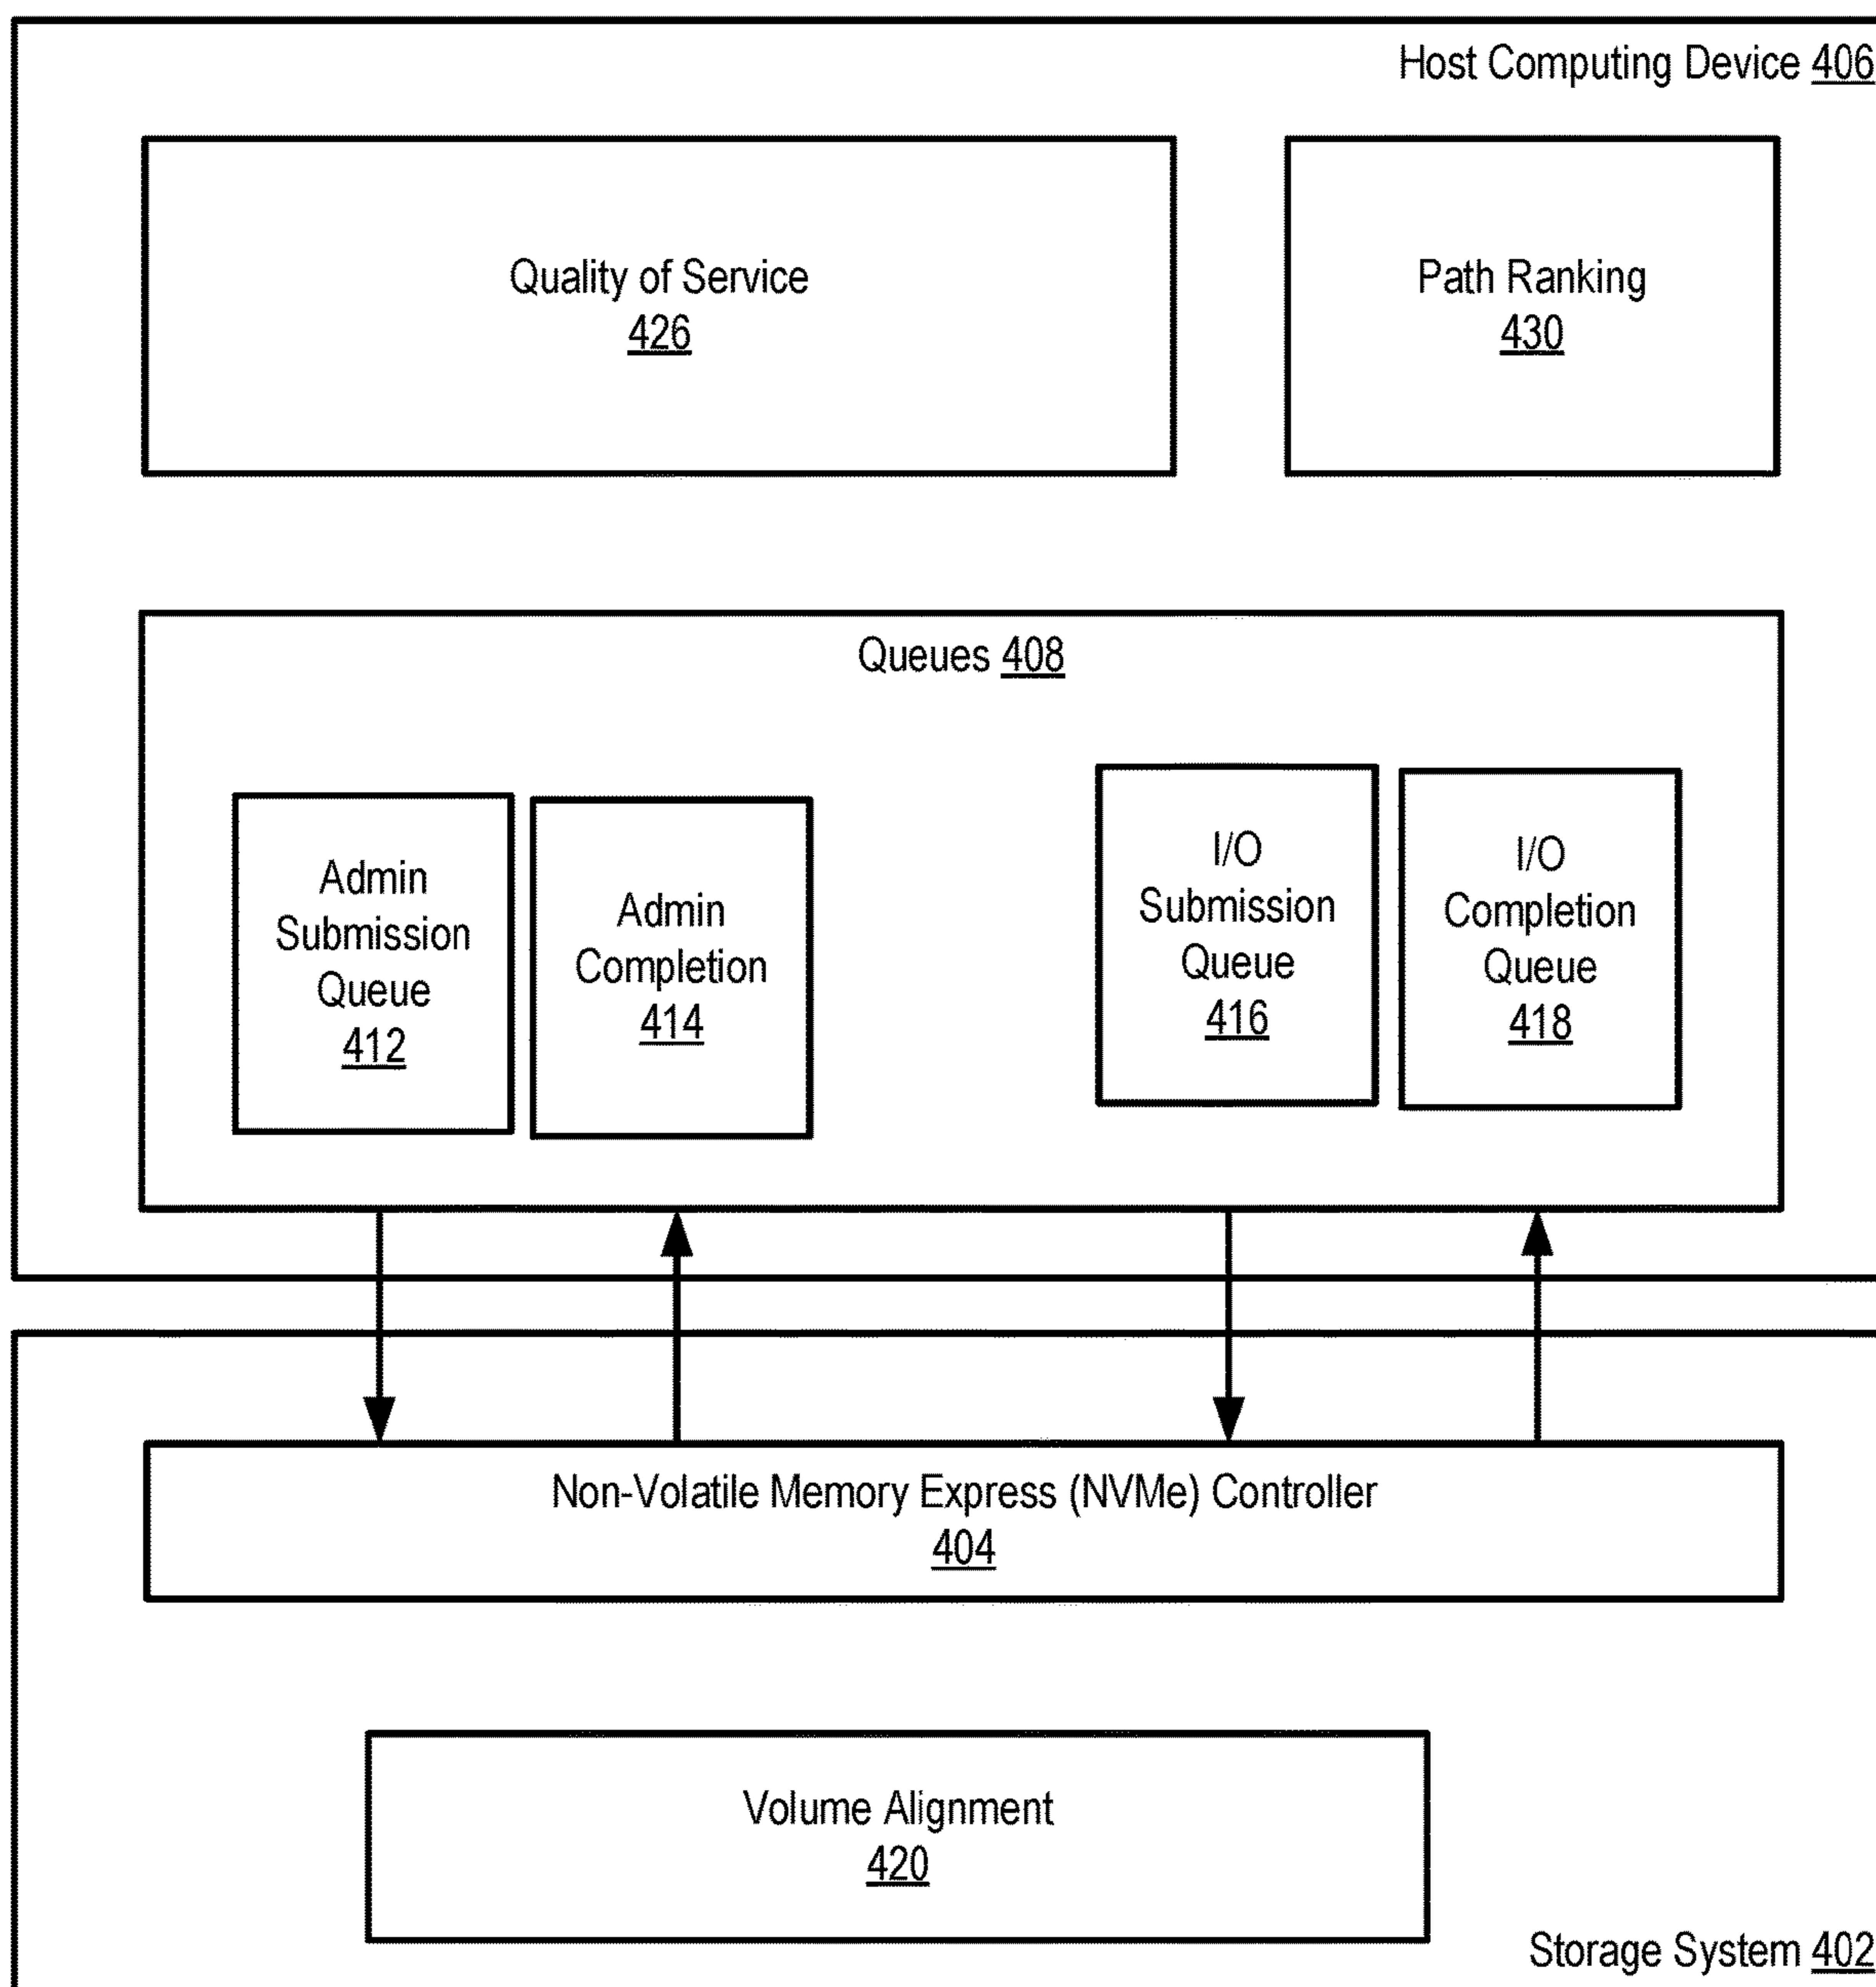 Host Computing Device 406
Quality of Service
426
Path Ranking
430
Queues 408
Admin
Submission
Queue
412
Admin
Completion
414
I/O
Submission
Queue
416
I/O
Completion
Queue
418
Non-Volatile Memory Express (NVMe) Controller
404
Volume Alignment
420
Storage System 402